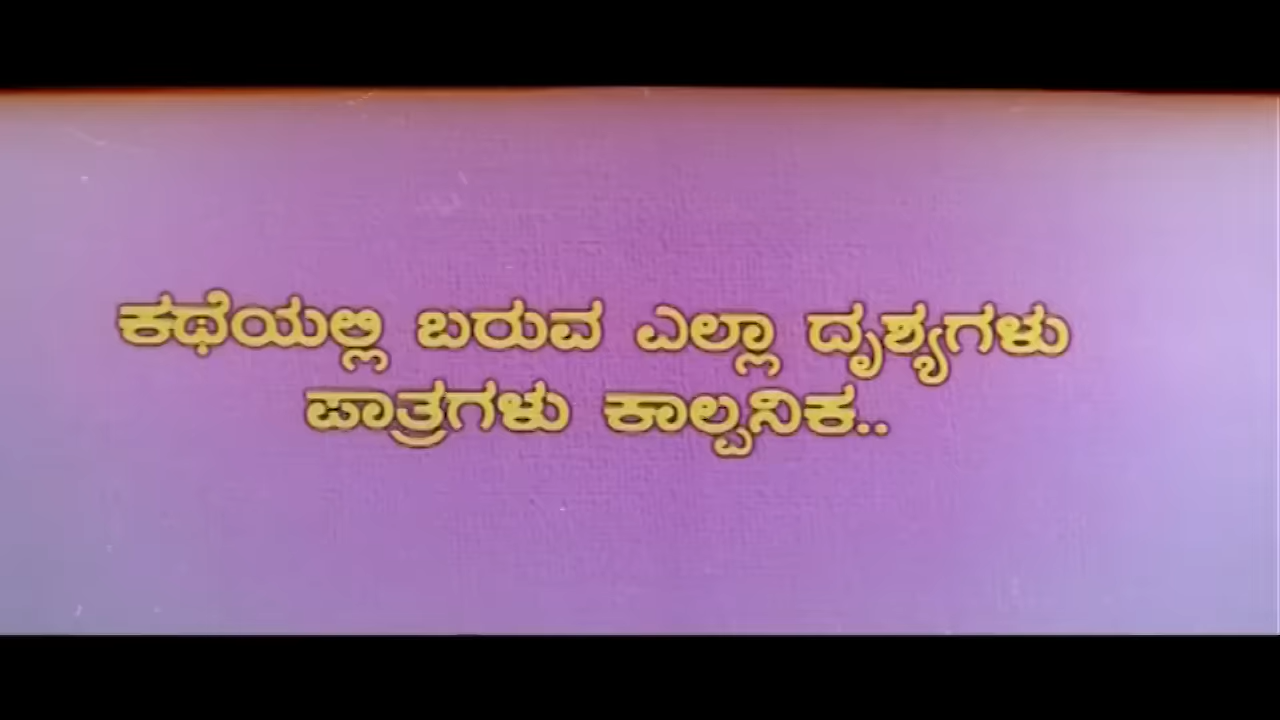 ಕಥೆಯಲ್ಲಿ ಬರುವ ಎಲ್ಲಾ ದೃಶ್ಯಗಳು
ಪಾತ್ರಗಳು ಕಾಲ್ಪನಿಕ..